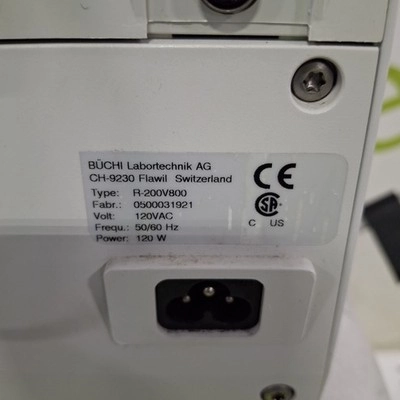 BÜCHI Labortechnik AG
CH-9230 Flawil Switzerland
Type: R-200V800
Fabr.: 0500031921
Volt: 120VAC
Frequ.: 50/60 Hz
Power: 120 W
CE
SA
C US